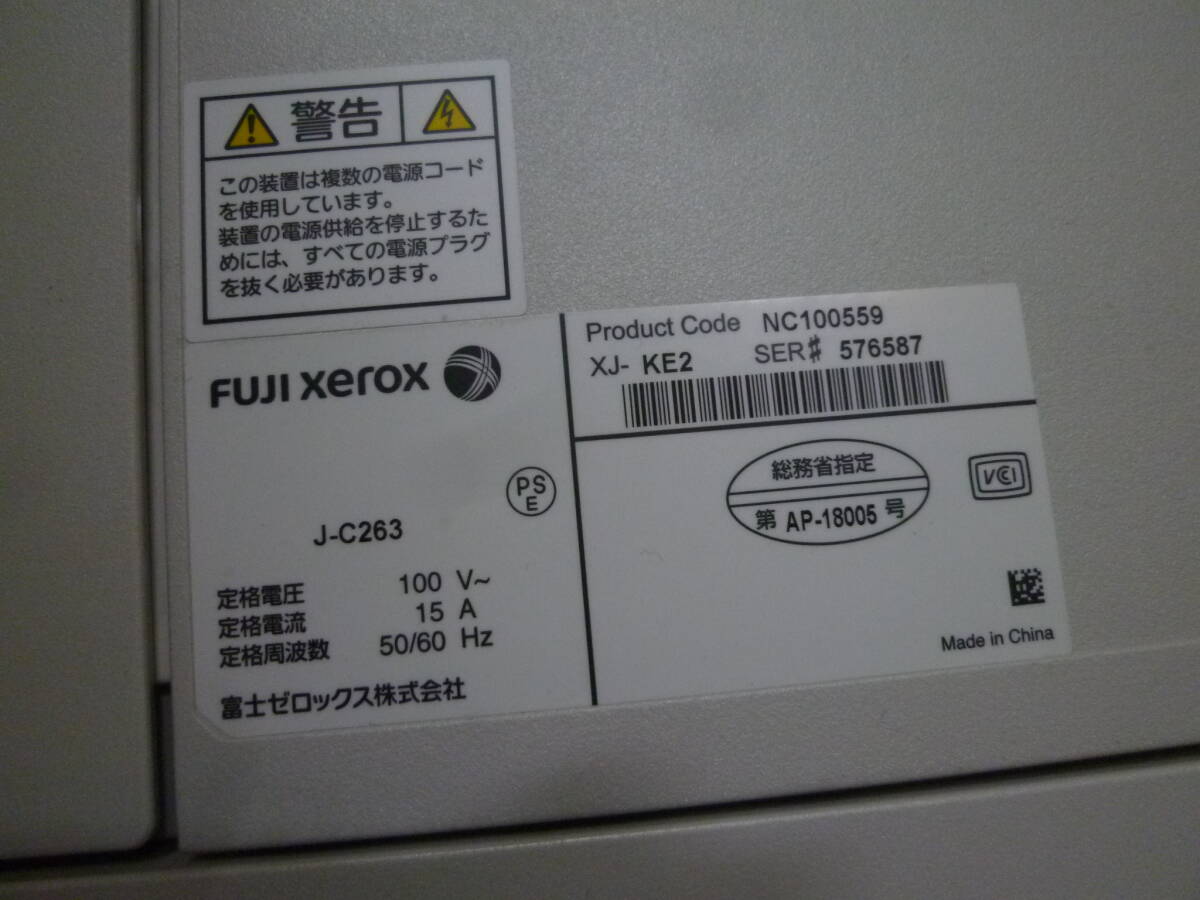 警告
この装置は複数の電源コード
を使用しています。
装置の電源供給を停止するた
めには、すべての電源プラグ
を抜く必要があります。
FUJI xerox
PS
E
J-C263
定格電圧 100 V~
定格電流 15 A
定格周波数 50/60 Hz
富士ゼロックス株式会社
Product Code NC100559
XJ- KE2 SER# 576587
総務省指定
第 AP-18005 号
VCCI
Made in China